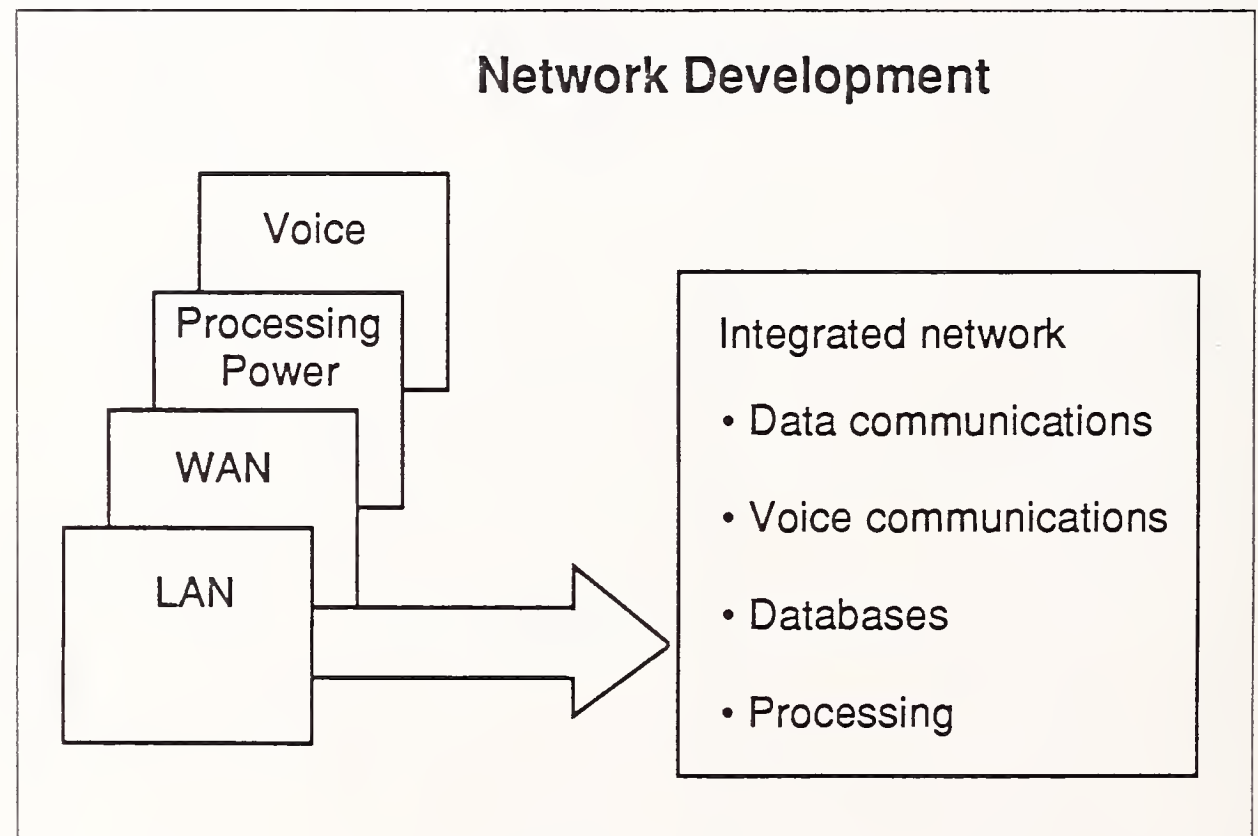 Network Development
Voice
Processing
Power
WAN
LAN
Integrated network
• Data communications
• Voice communications
• Databases
• Processing